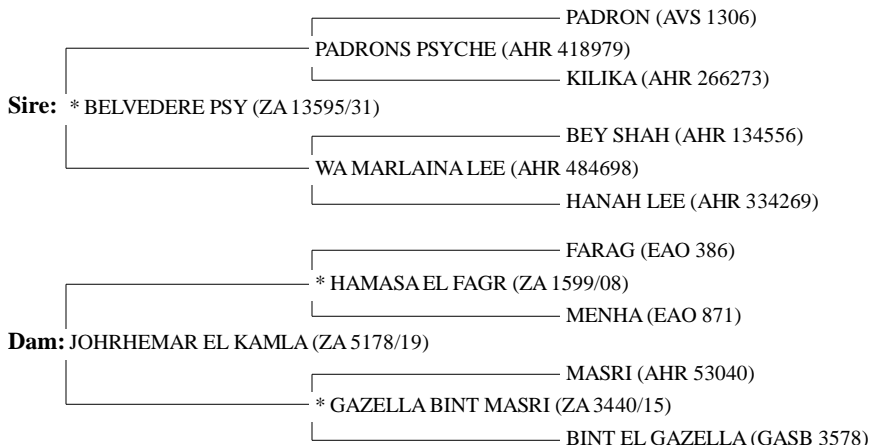 PADRON (AVS 1306)
PADRONS PSYCHE (AHR 418979)
KILIKA (AHR 266273)
Sire: * BELVEDERE PSY (ZA 13595/31)
BEY SHAH (AHR 134556)
WA MARLAINA LEE (AHR 484698)
HANAH LEE (AHR 334269)
FARAG (EAO 386)
* HAMASA EL FAGR (ZA 1599/08)
MENHA (EAO 871)
Dam: JOHRHEMAR EL KAMLA (ZA 5178/19)
MASRI (AHR 53040)
* GAZELLA BINT MASRI (ZA 3440/15)
BINT EL GAZELLA (GASB 3578)